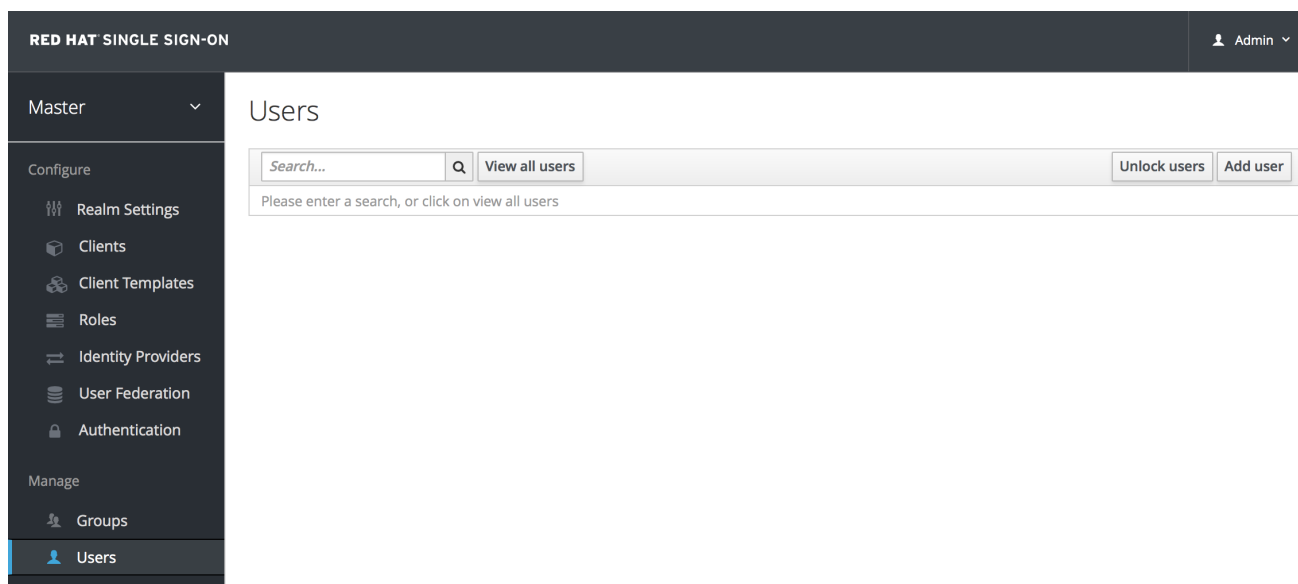 RED HAT SINGLE SIGN-ON
Admin
Master
Users
Search...
View all users
Unlock users
Add user
Please enter a search, or click on view all users
Configure
Realm Settings
Clients
Client Templates
Roles
Identity Providers
User Federation
Authentication
Manage
Groups
Users